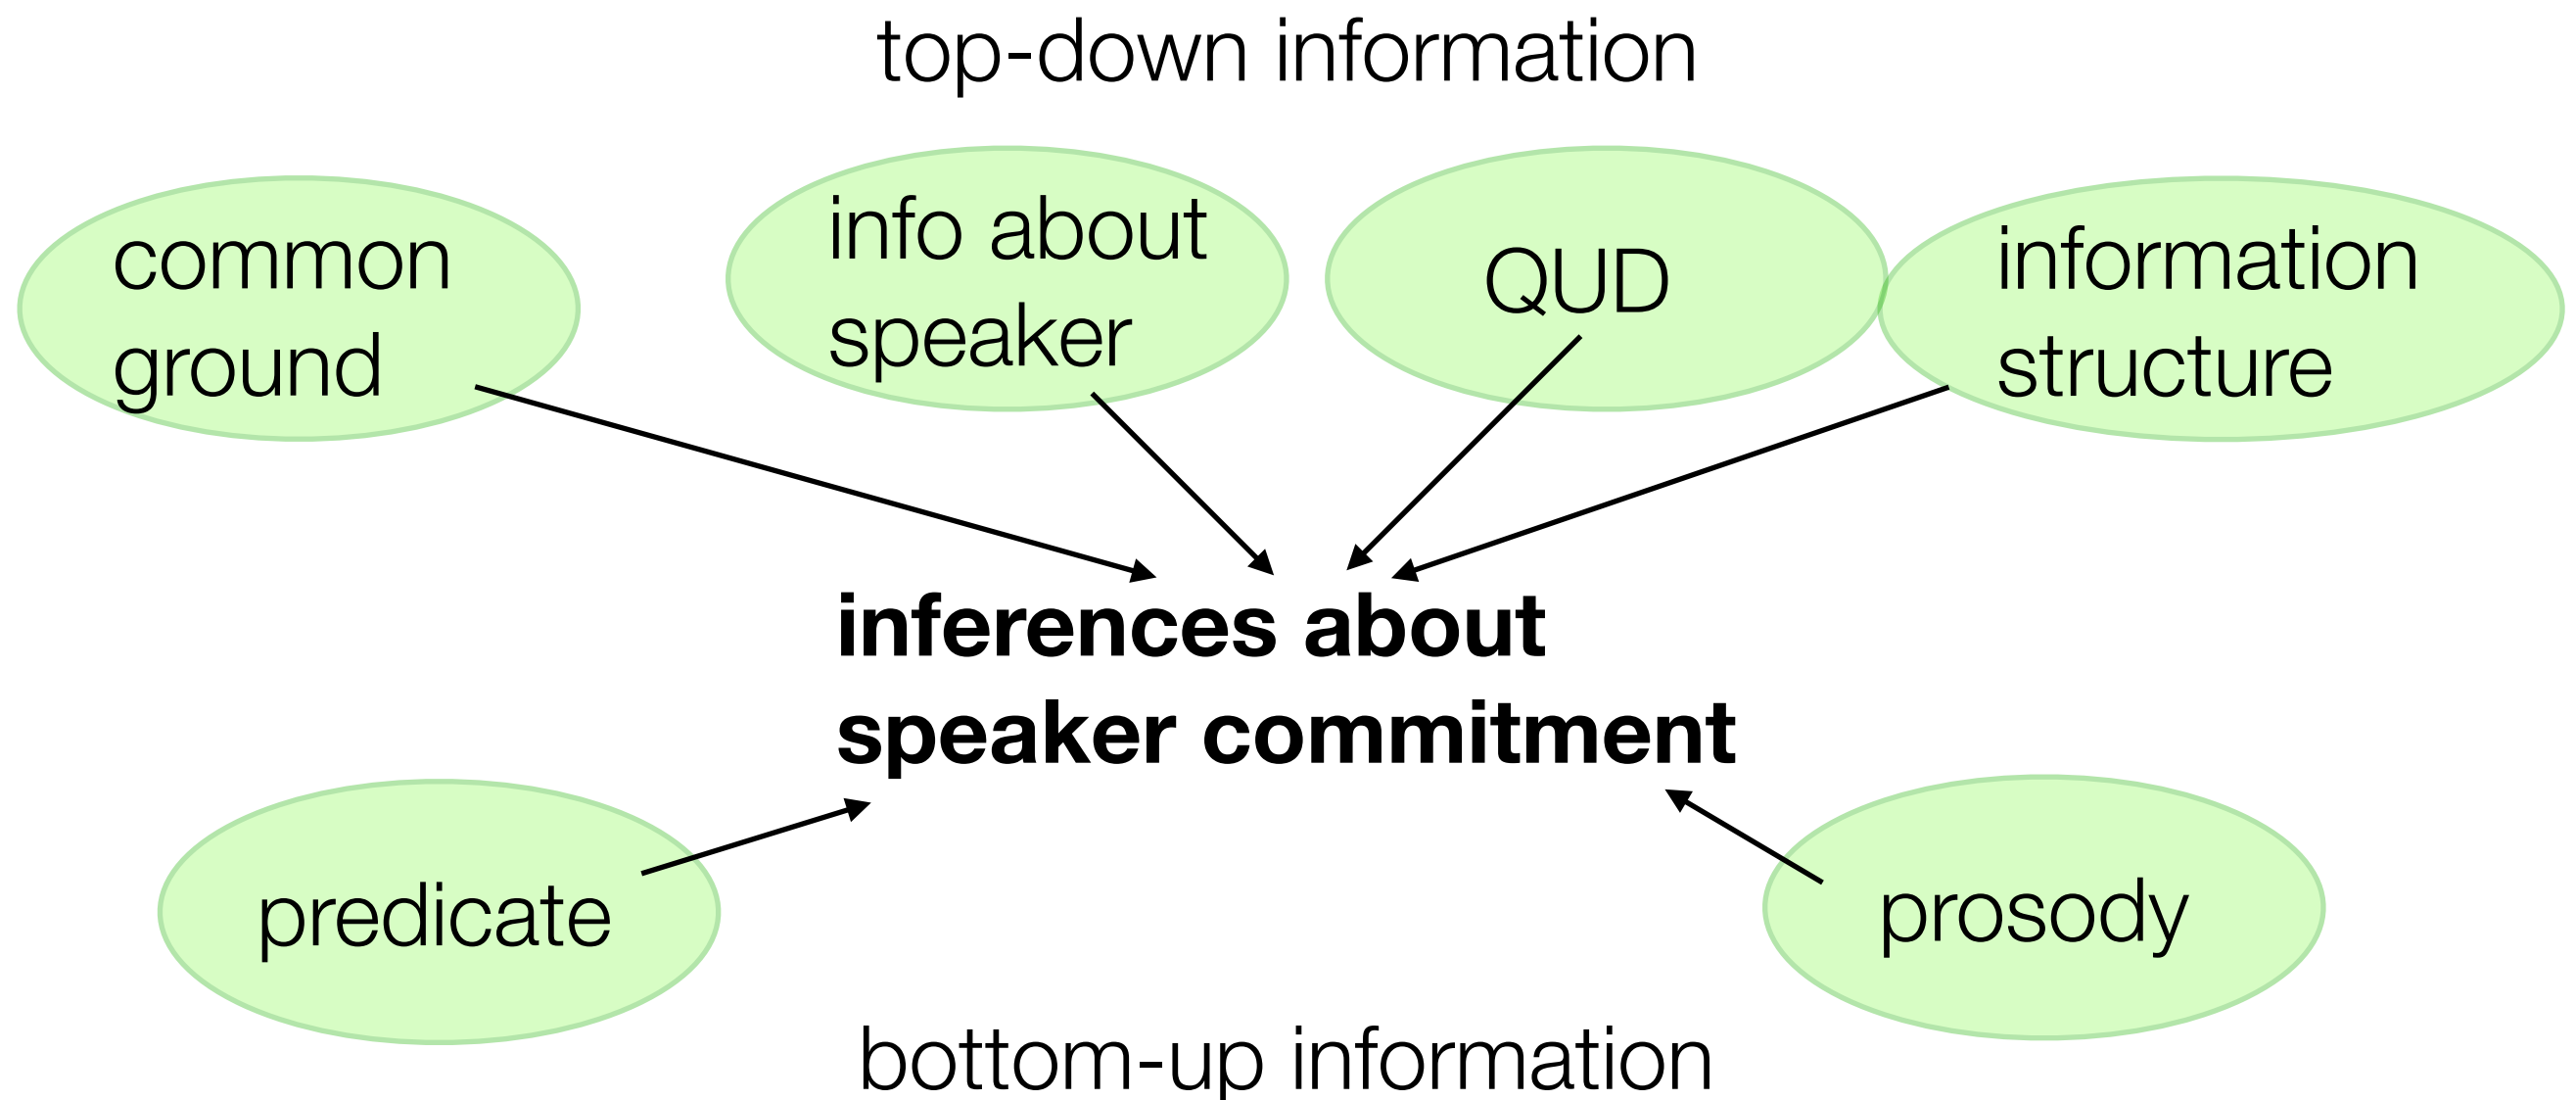 top-down information
common
ground
info about
speaker
QUD
information
structure
inferences about
speaker commitment
predicate
prosody
bottom-up information